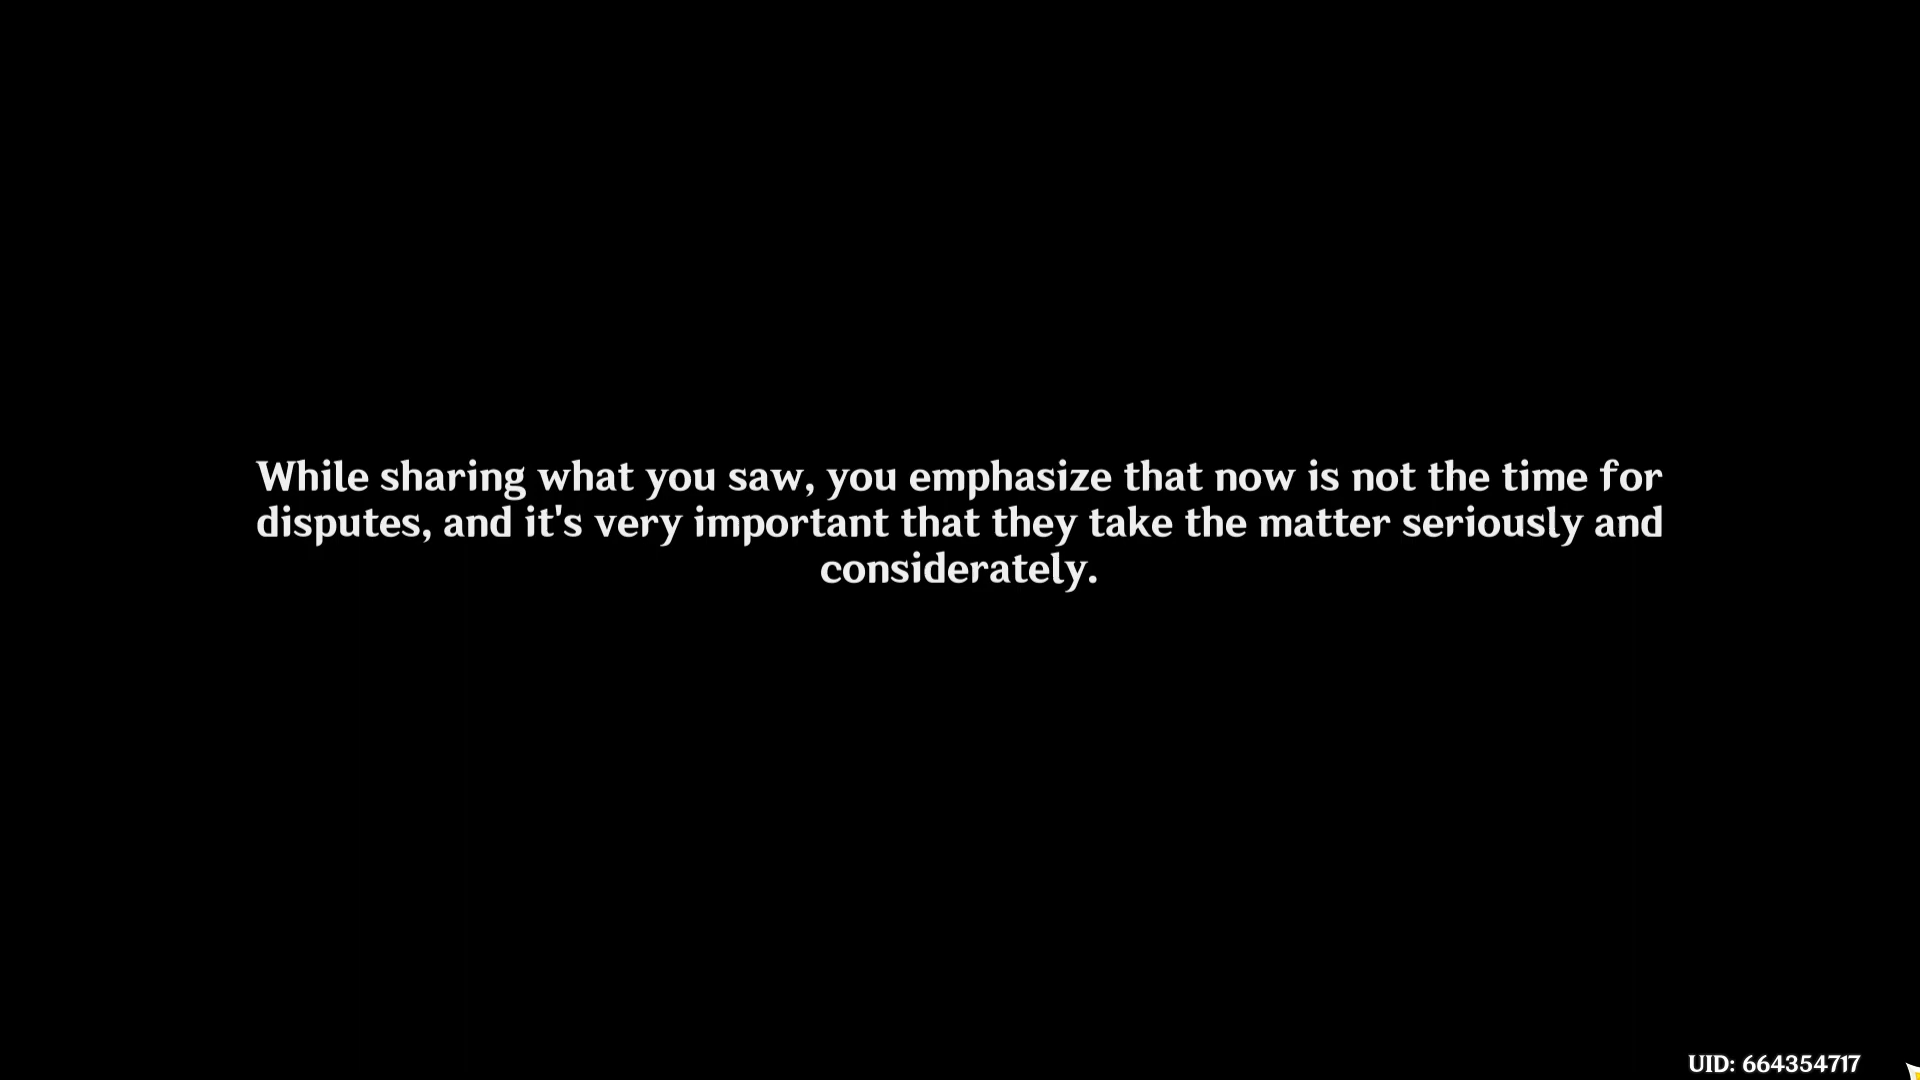 While sharing what you saw, you emphasize that now is not the time for
disputes, and it's very important that they take the matter seriously and
considerately.
UID: 664354717